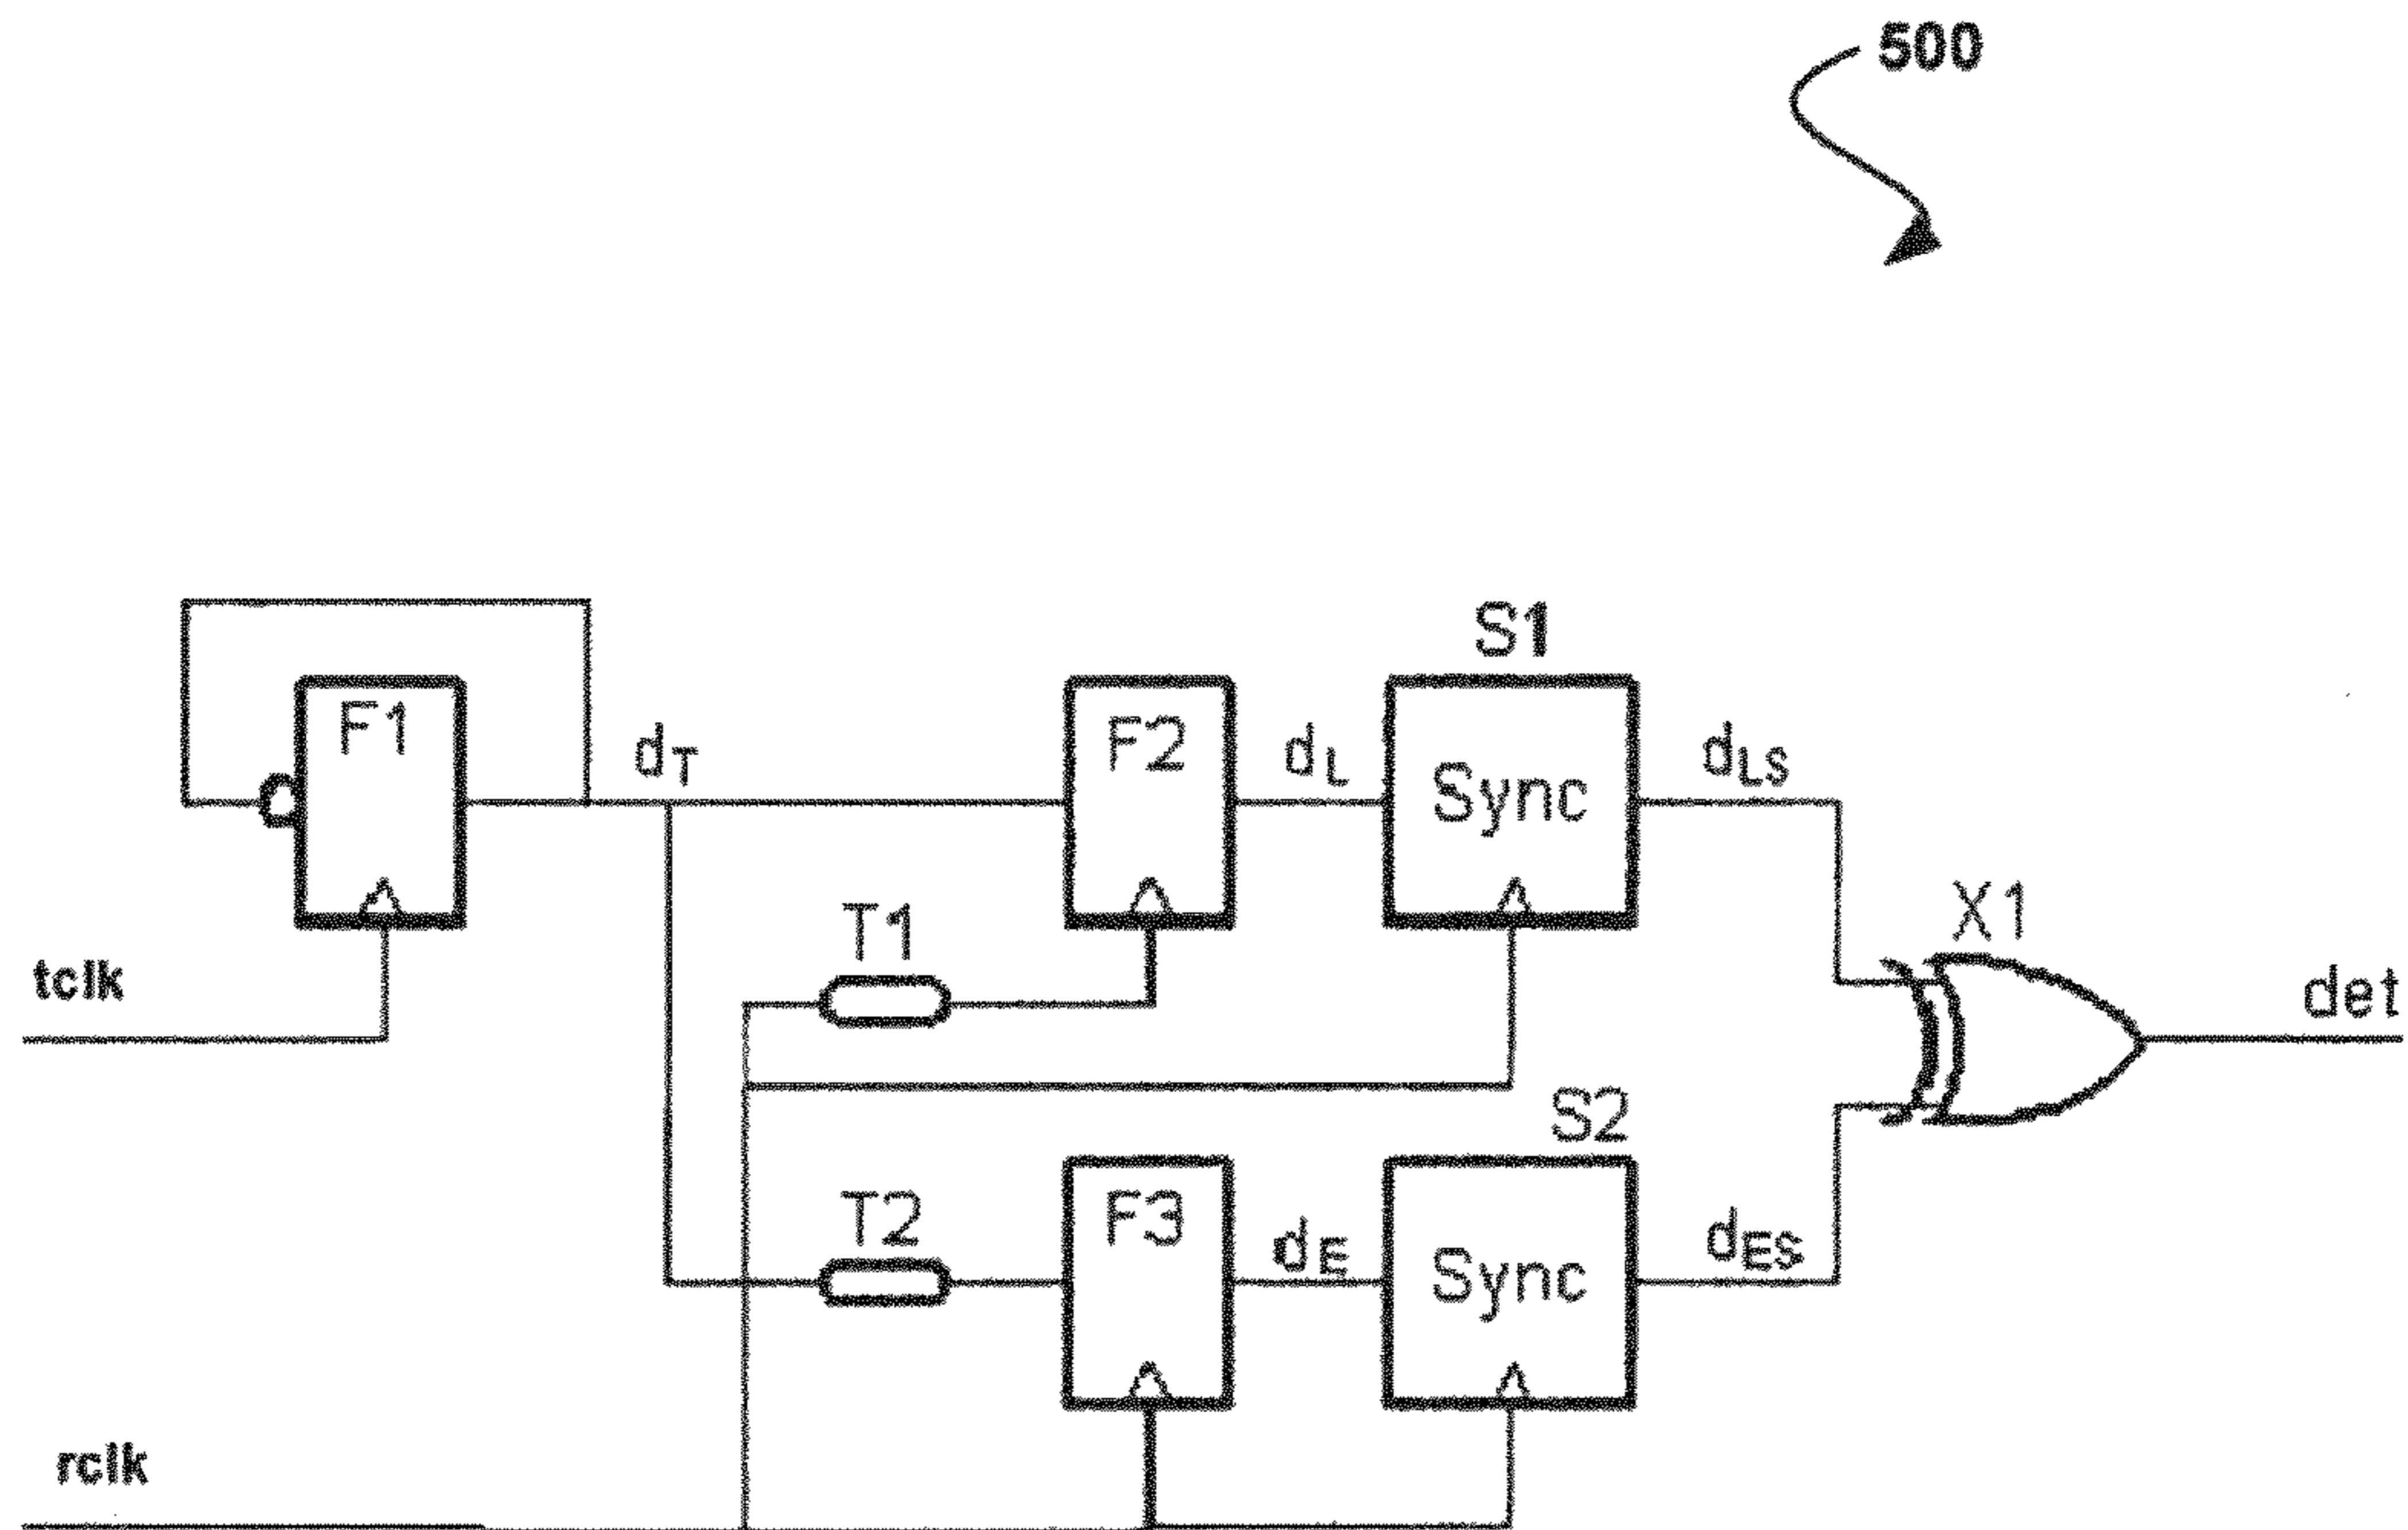 500
S1
F1
dT
F2
dL
Sync
dLS
T1
X1
tclk
det
S2
T2
F3
dE
Sync
dES
rclk